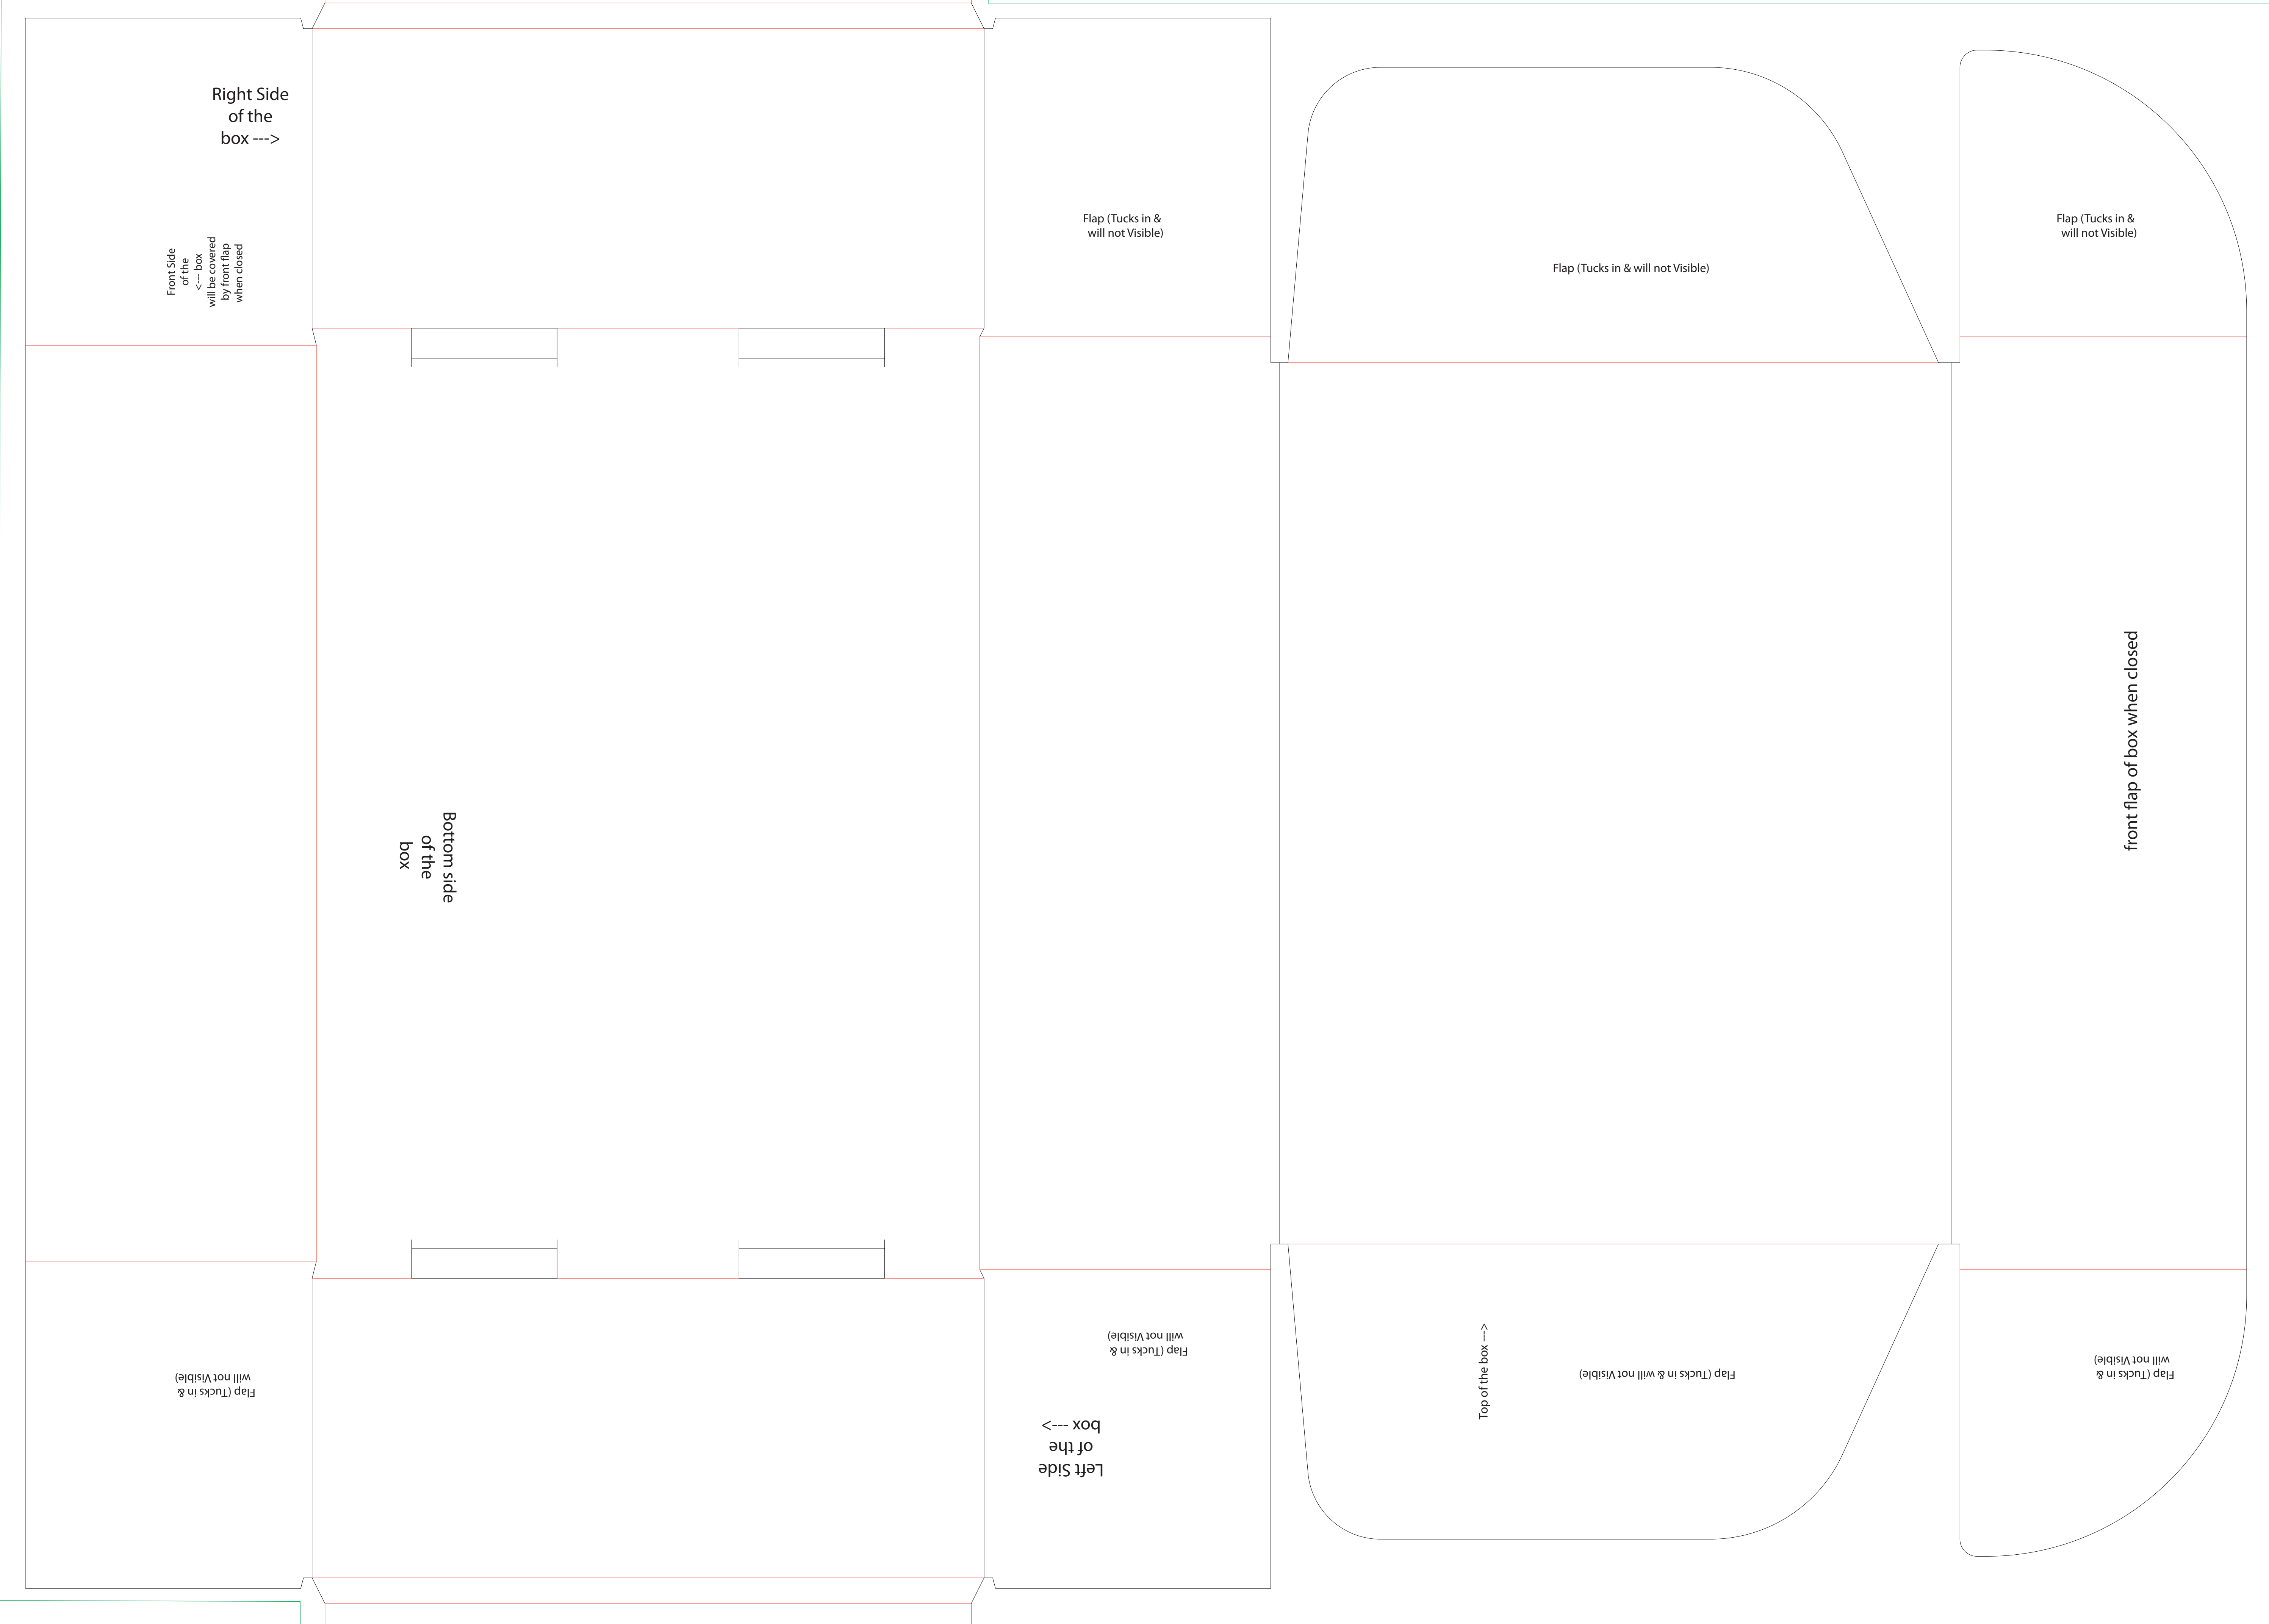 Right Side
of the
box --->
Front Side
of the
<--- box
will be covered
by front flap
when closed
Flap (Tucks in &
will not Visible)
Flap (Tucks in & will not Visible)
Flap (Tucks in &
will not Visible)
Bottom side
of the
box
front flap of box when closed
Flap (Tucks in &
will not Visible)
Flap (Tucks in &
will not Visible)
Left Side
of the
box --->
Top of the box --->
Flap (Tucks in & will not Visible)
Flap (Tucks in &
will not Visible)